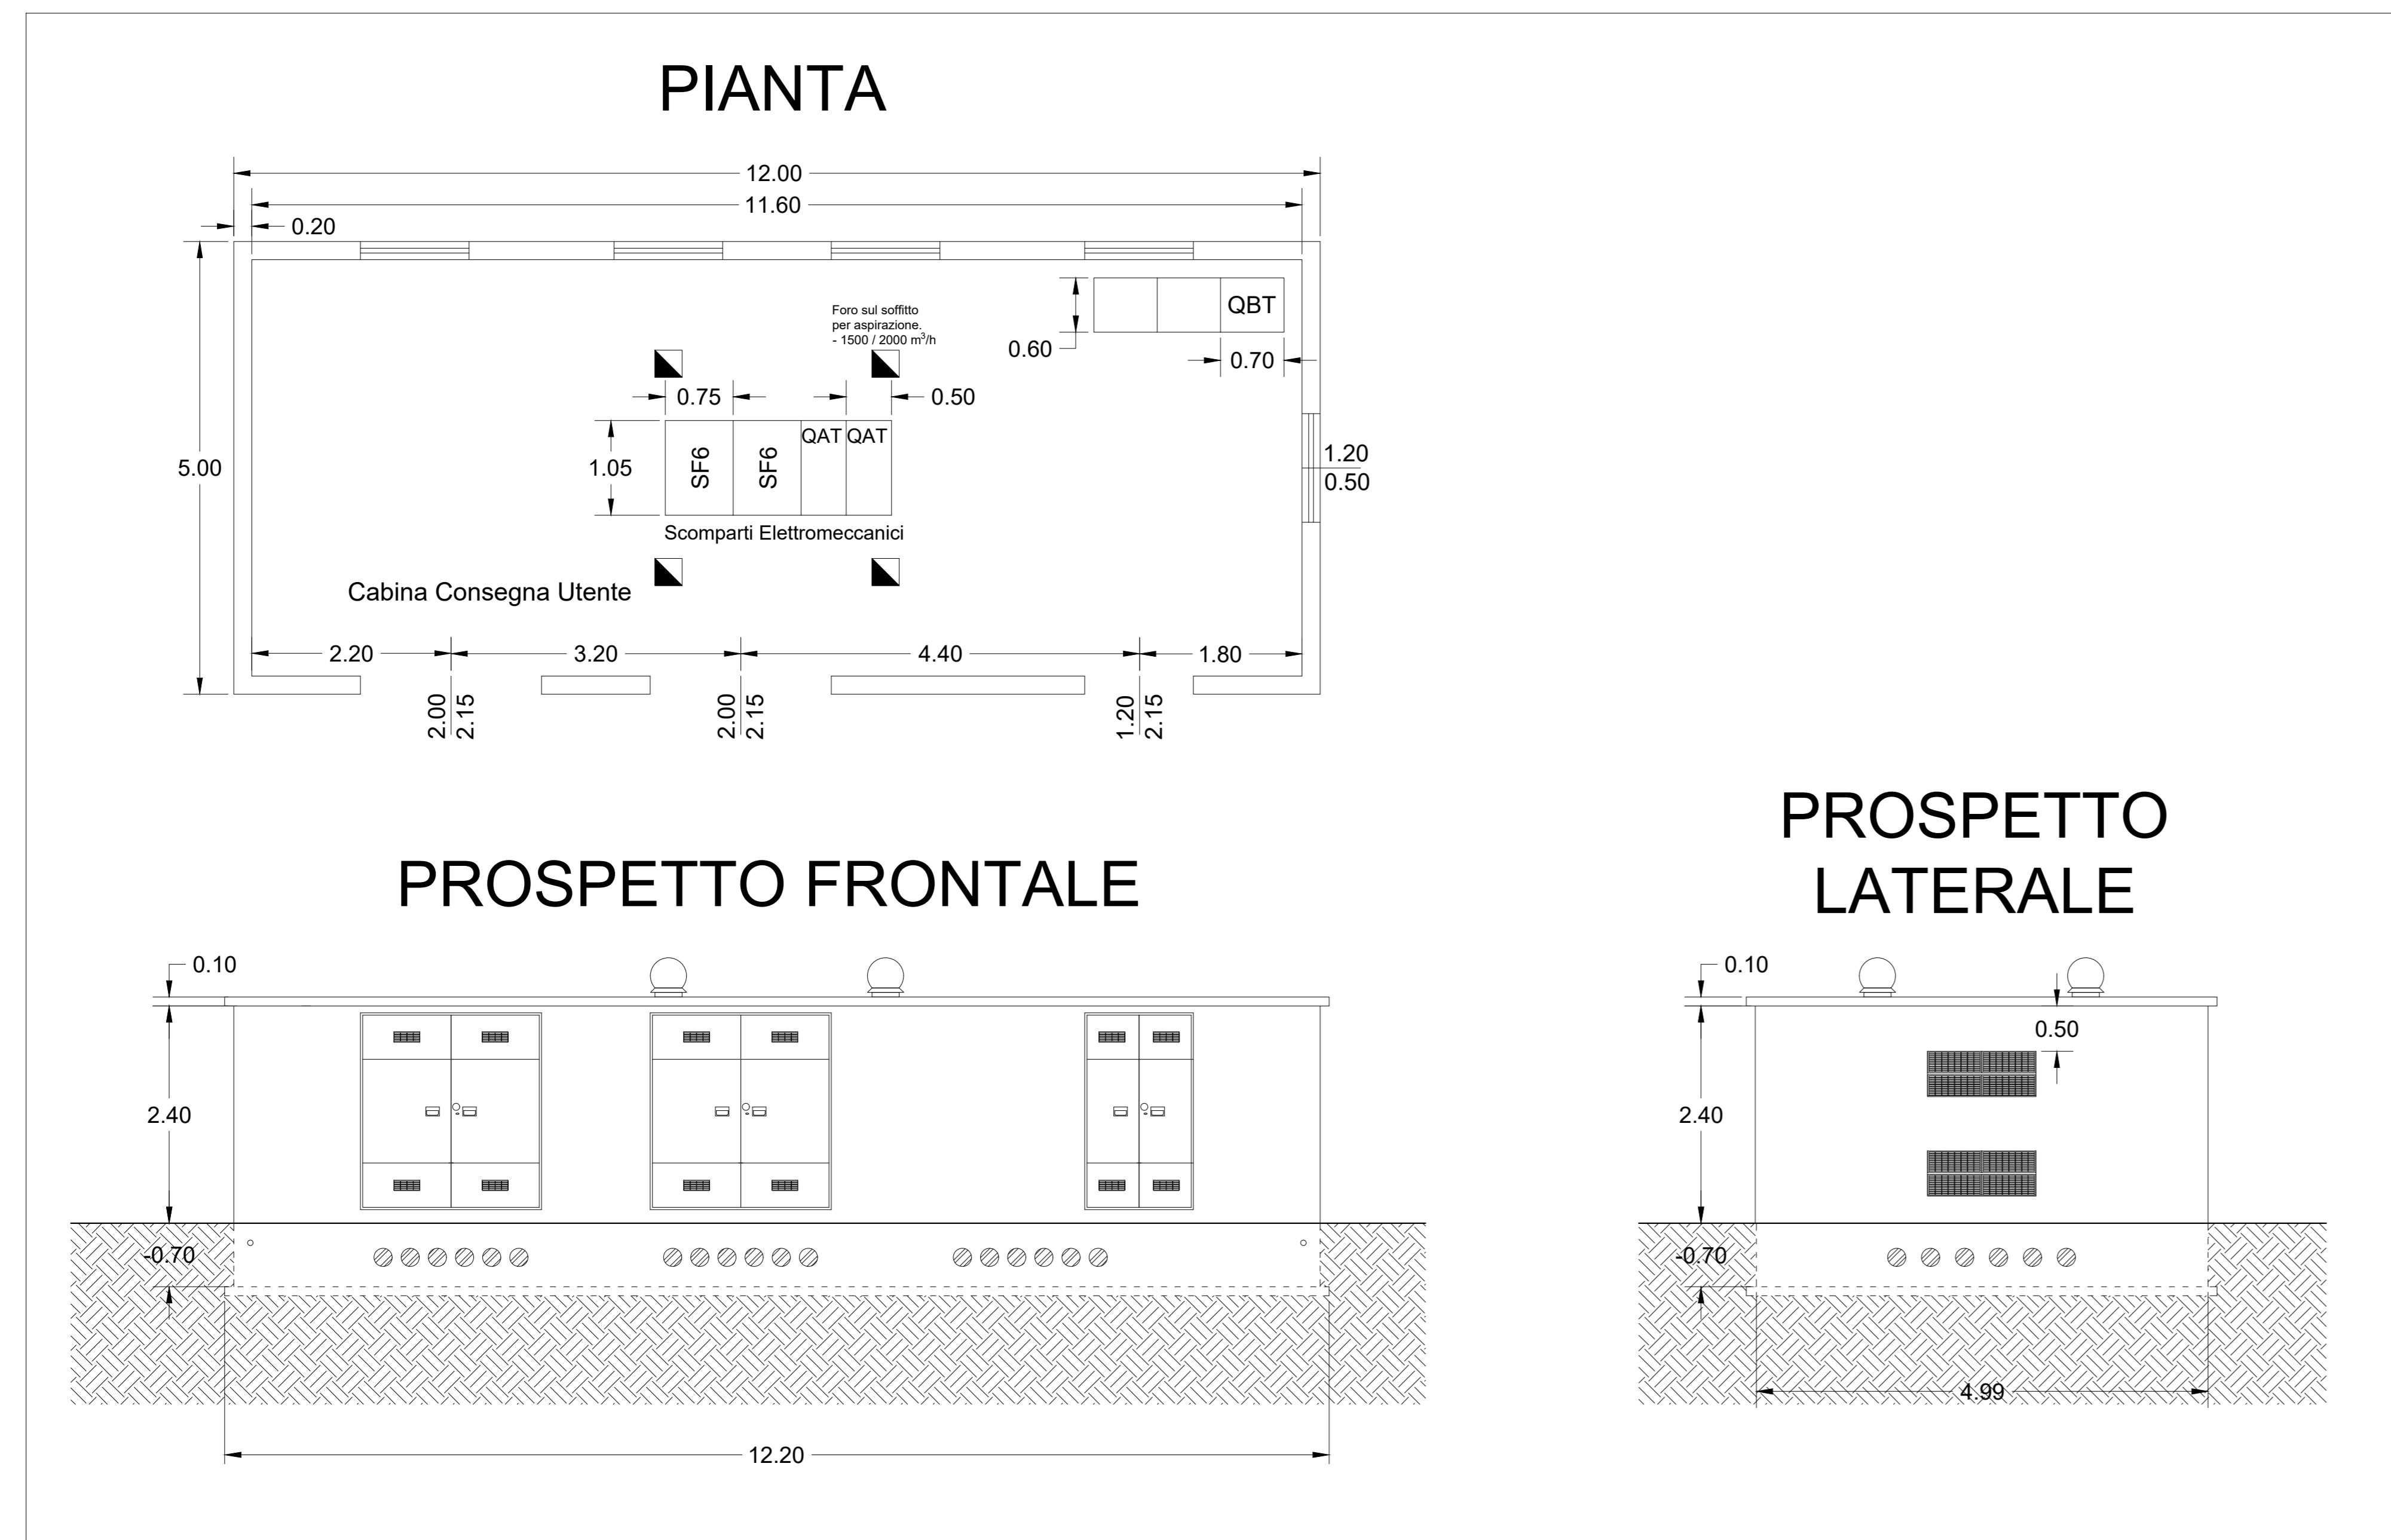 PIANTA
12.00
11.60
0.20
QBT
Foro sul soffitto
per aspirazione.
- 1500 / 2000 m³/h
0.60
0.70
0.75
0.50
QAT QAT
SF6 SF6
1.05
5.00
1.20
0.50
Scomparti Elettromeccanici
Cabina Consegna Utente
2.20
3.20
4.40
1.80
2.00
2.15
2.00
2.15
1.20
2.15
PROSPETTO FRONTALE
0.10
2.40
-0.70
12.20
PROSPETTO
LATERALE
0.10
0.50
2.40
-0.70
4.99